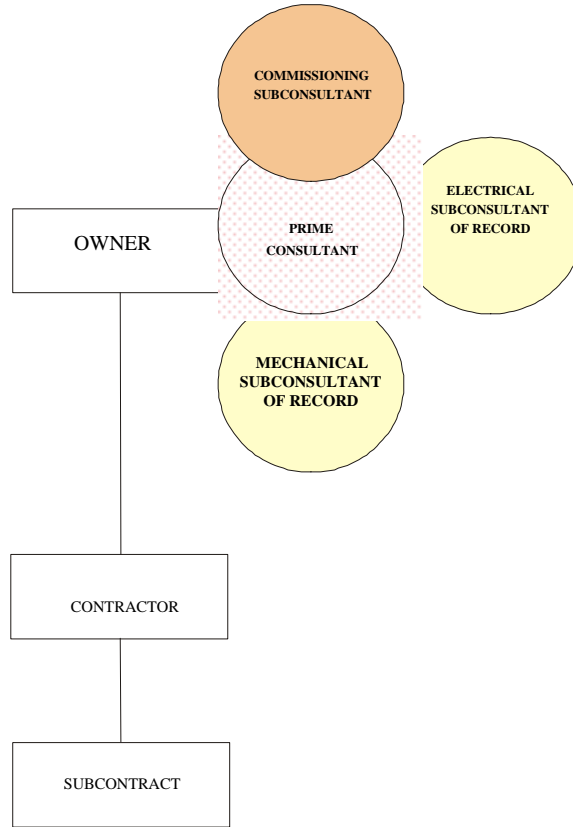 COMMISSIONING
SUBCONSULTANT
ELECTRICAL
SUBCONSULTANT
OF RECORD
OWNER
PRIME
CONSULTANT
MECHANICAL
SUBCONSULTANT
OF RECORD
CONTRACTOR
SUBCONTRACT